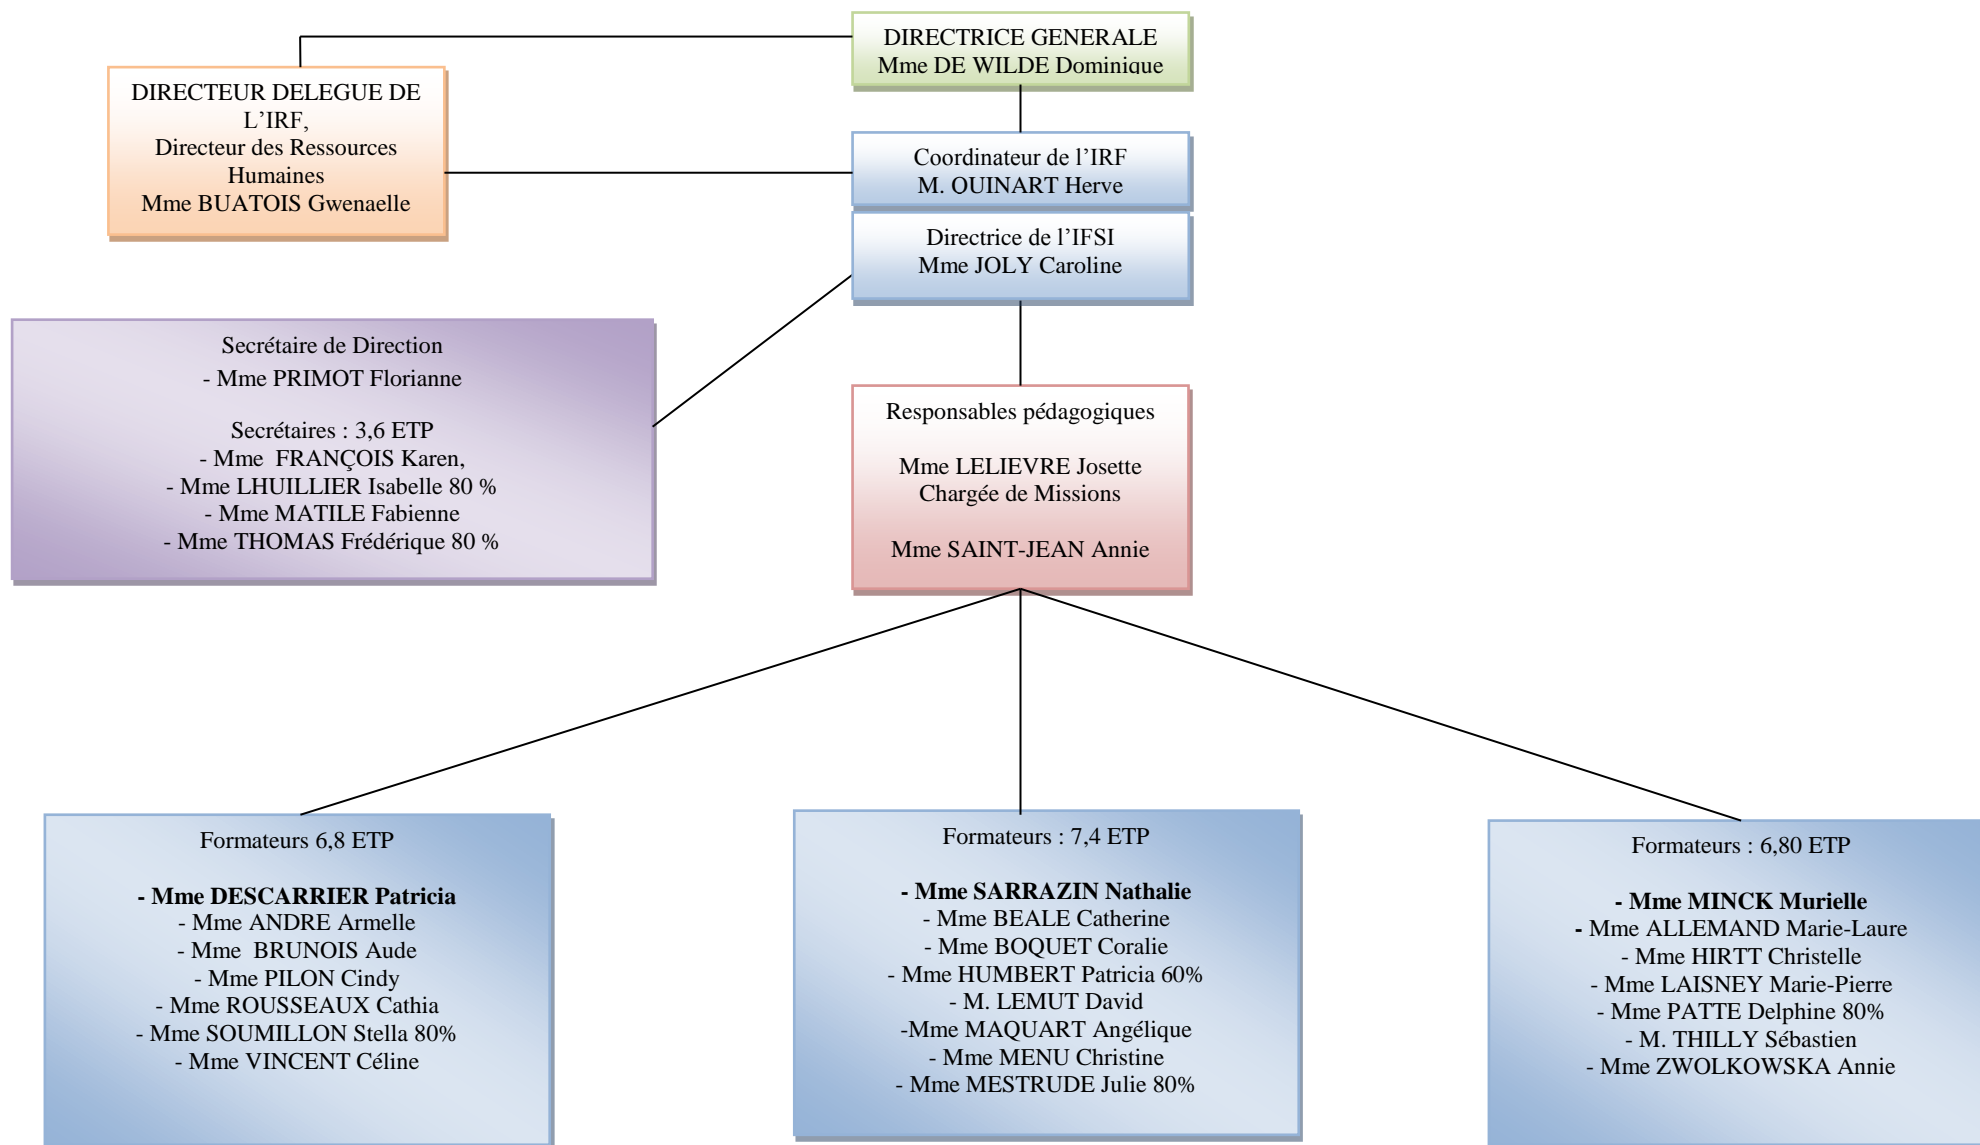 DIRECTRICE GENERALE
Mme DE WILDE Dominique
DIRECTEUR DELEGUE DE
L’IRF,
Directeur des Ressources
Humaines
Mme BUATOIS Gwenaelle
Coordinateur de l’IRF
M. OUINART Herve
Directrice de l’IFSI
Mme JOLY Caroline
Secrétaire de Direction
- Mme PRIMOT Florianne
Secrétaires : 3,6 ETP
- Mme FRANÇOIS Karen,
- Mme LHUILLIER Isabelle 80 %
- Mme MATILE Fabienne
- Mme THOMAS Frédérique 80 %
Responsables pédagogiques
Mme LELIEVRE Josette
Chargée de Missions
Mme SAINT-JEAN Annie
Formateurs 6,8 ETP
- Mme DESCARRIER Patricia
- Mme ANDRE Armelle
- Mme BRUNOIS Aude
- Mme PILON Cindy
- Mme ROUSSEAUX Cathia
- Mme SOUMILLON Stella 80%
- Mme VINCENT Céline
Formateurs : 7,4 ETP
- Mme SARRAZIN Nathalie
- Mme BEALE Catherine
- Mme BOQUET Coralie
- Mme HUMBERT Patricia 60%
- M. LEMUT David
-Mme MAQUART Angélique
- Mme MENU Christine
- Mme MESTRUDE Julie 80%
Formateurs : 6,80 ETP
- Mme MINCK Murielle
- Mme ALLEMAND Marie-Laure
- Mme HIRTT Christelle
- Mme LAISNEY Marie-Pierre
- Mme PATTE Delphine 80%
- M. THILLY Sébastien
- Mme ZWOLKOWSKA Annie